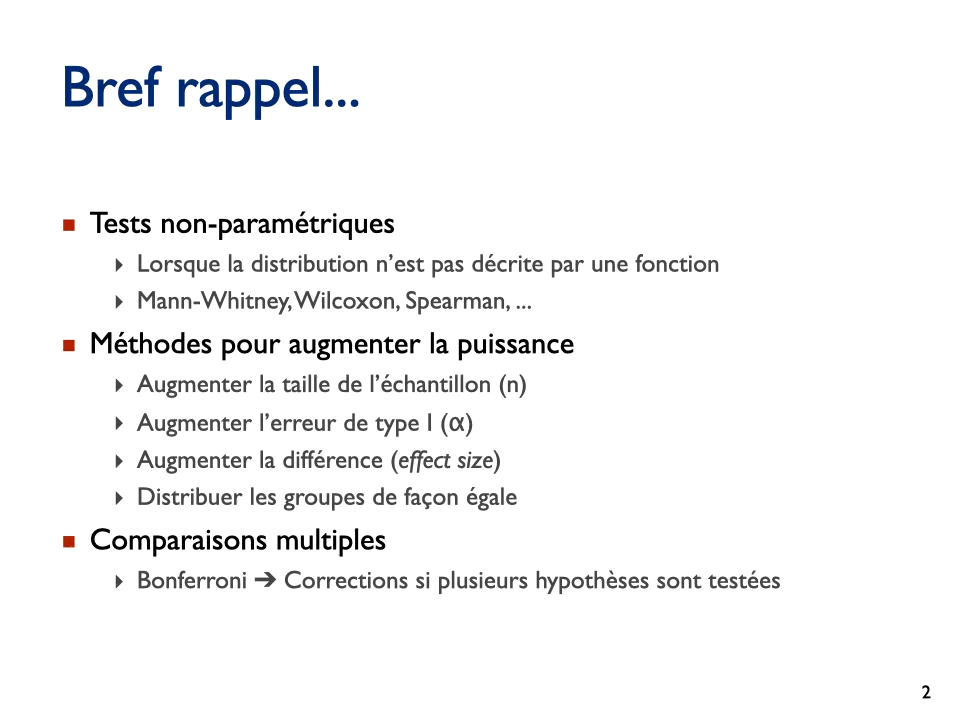 Bref rappel...
Tests non-paramétriques
Lorsque la distribution n’est pas décrite par une fonction
Mann-Whitney, Wilcoxon, Spearman, ...
Méthodes pour augmenter la puissance
Augmenter la taille de l’échantillon (n)
Augmenter l’erreur de type I (α)
Augmenter la différence (effect size)
Distribuer les groupes de façon égale
Comparaisons multiples
Bonferroni ➔ Corrections si plusieurs hypothèses sont testées
2